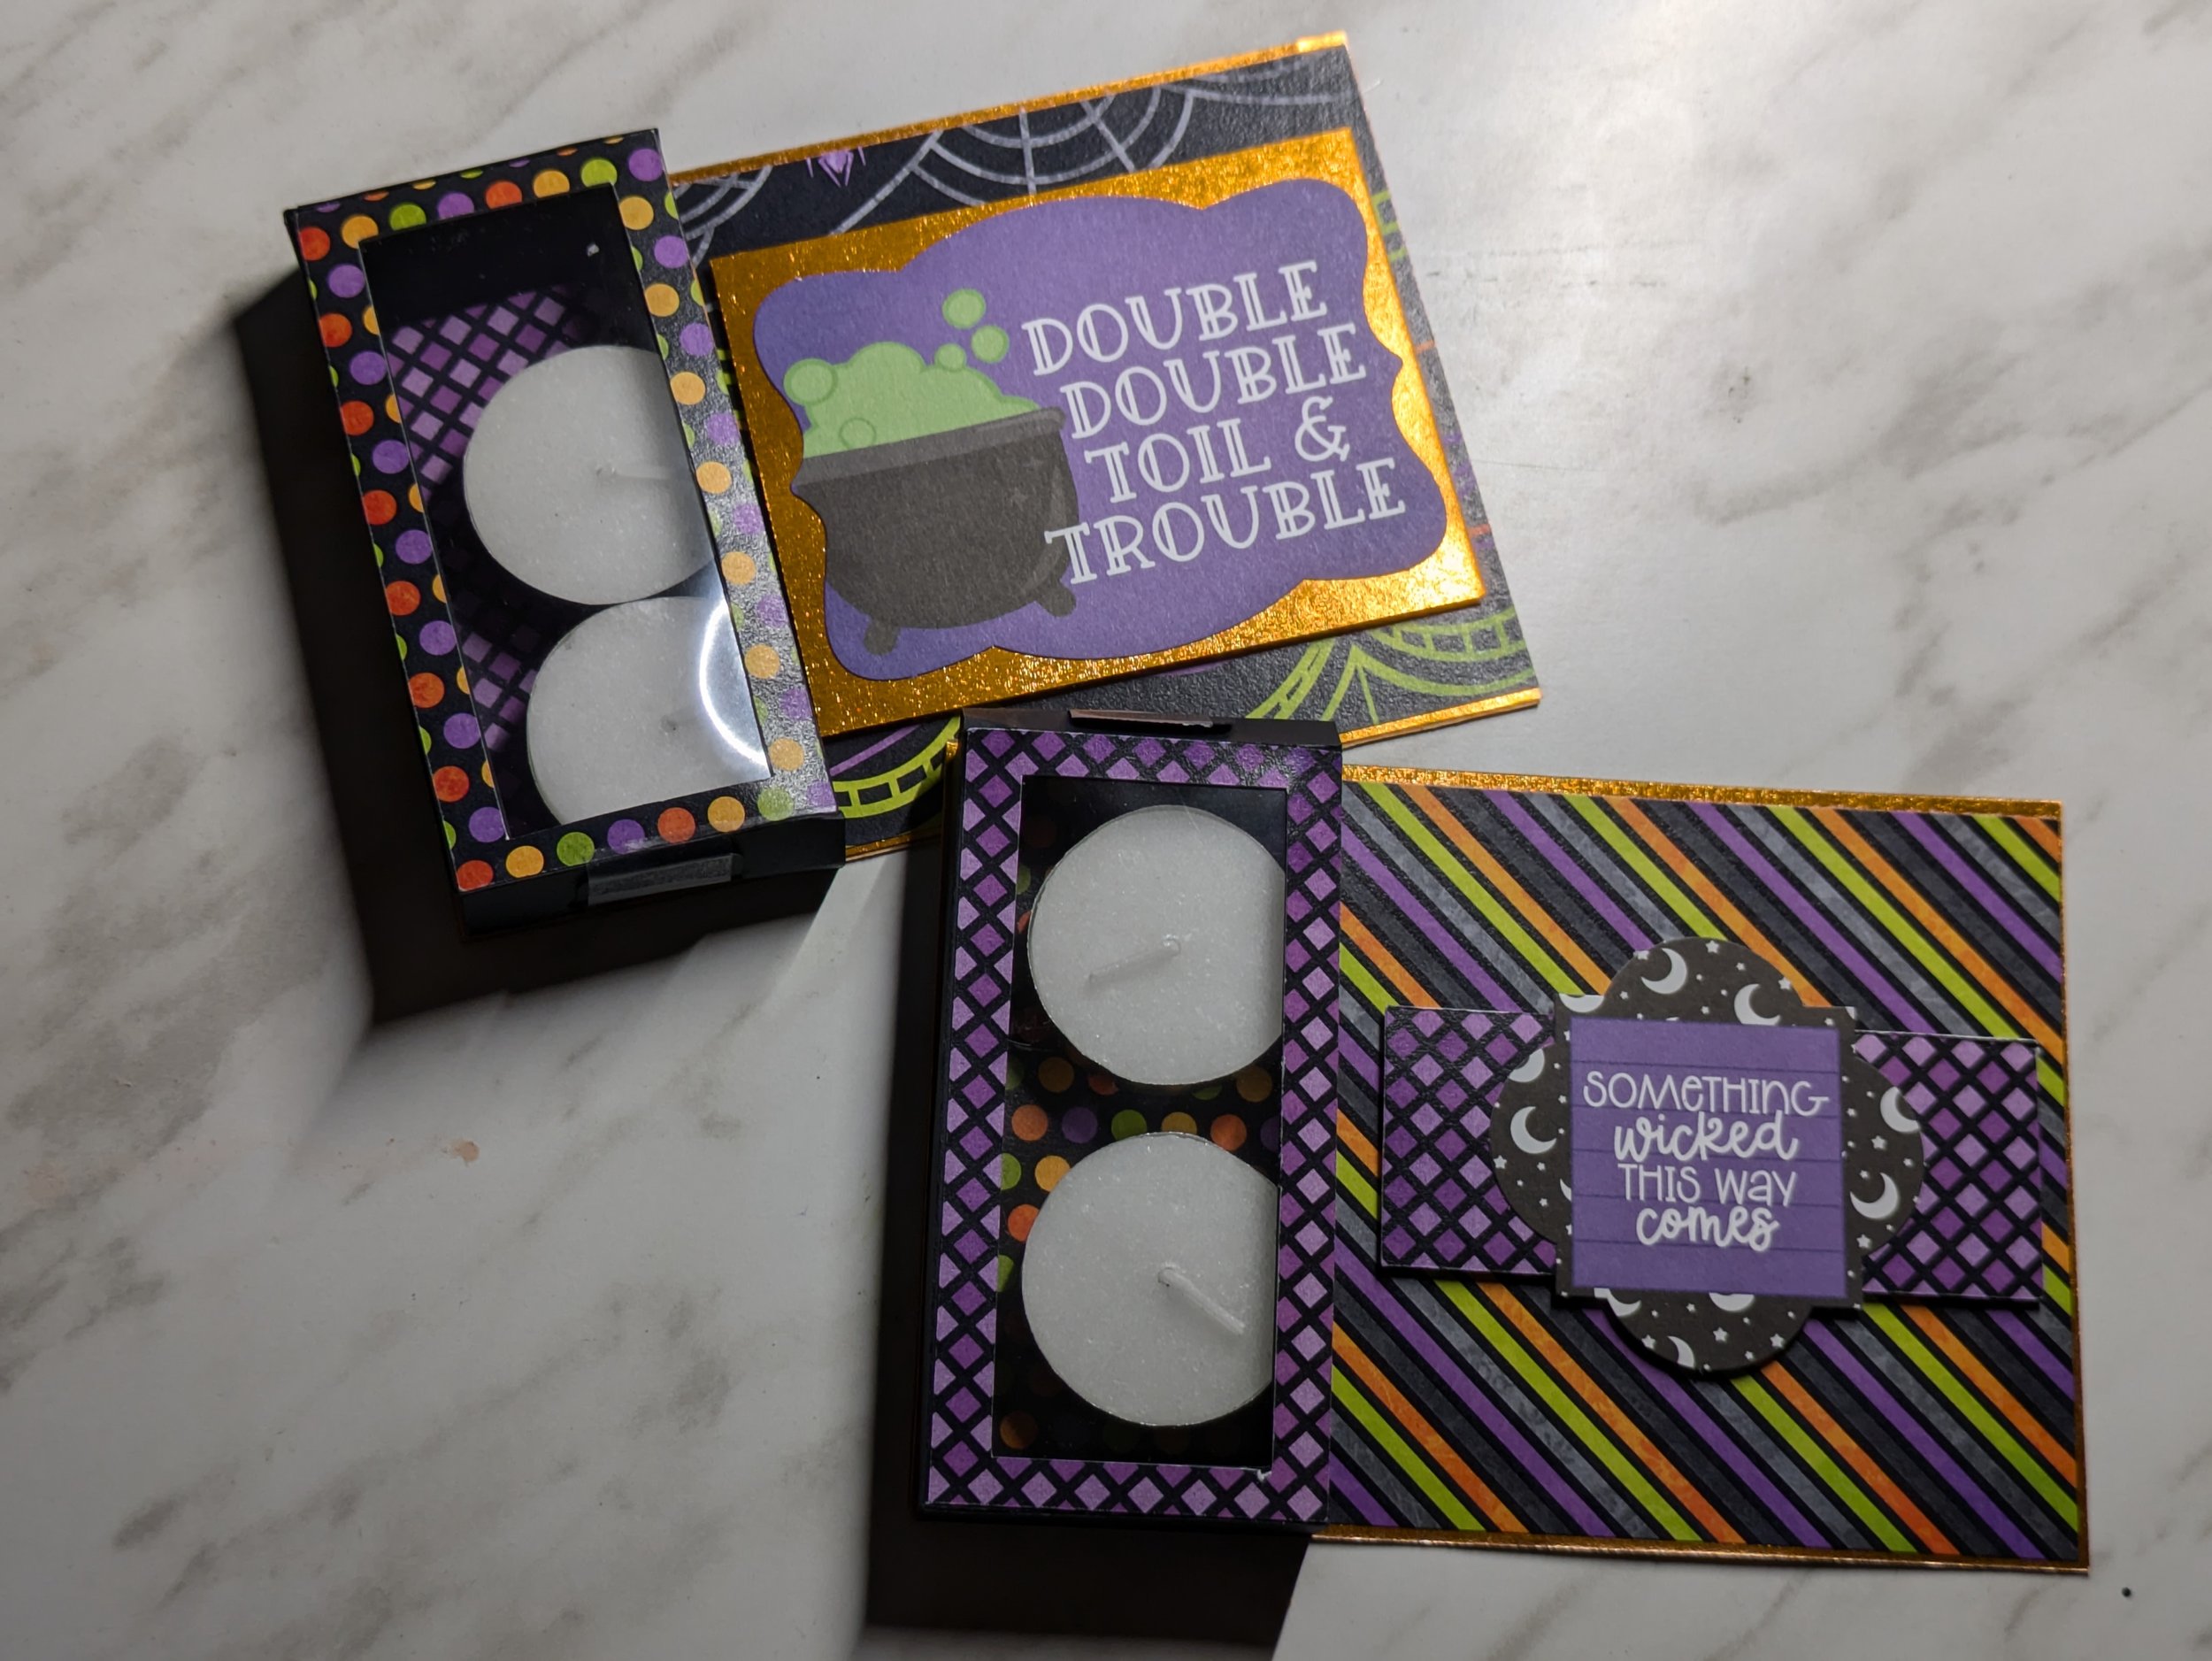 DOUBLE
DOUBLE
TOIL &
TROUBLE
SOMETHING
wicked
THIS WAY
comes